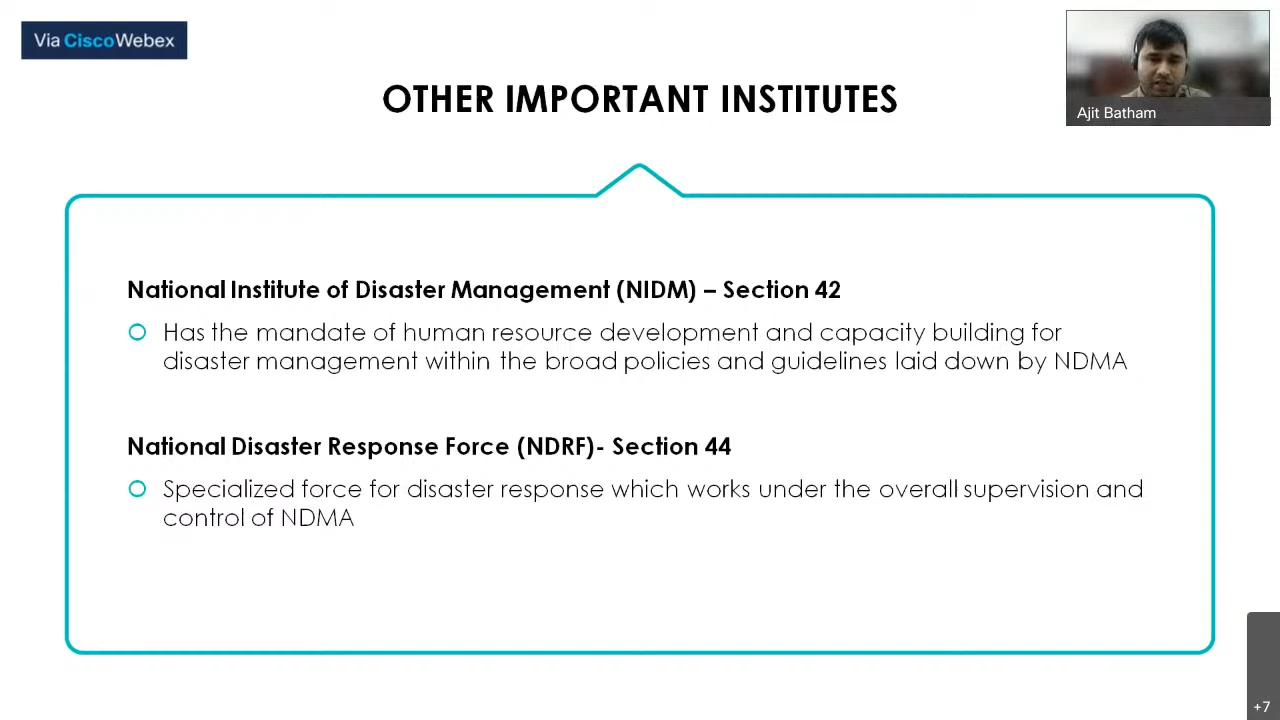 Via CiscoWebex
OTHER IMPORTANT INSTITUTES
Ajit Batham
National Institute of Disaster Management (NIDM) – Section 42
Has the mandate of human resource development and capacity building for
disaster management within the broad policies and guidelines laid down by NDMA
National Disaster Response Force (NDRF)- Section 44
Specialized force for disaster response which works under the overall supervision and
control of NDMA
+7